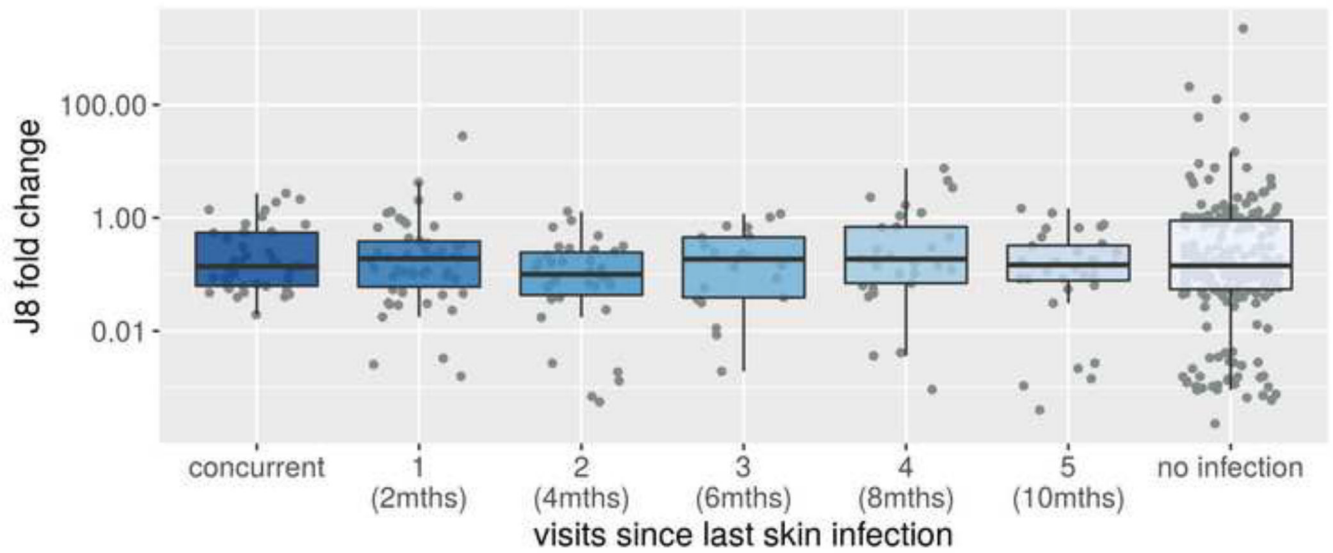 J8 fold change
100.00
1.00
0.01
concurrent 1 2 3 4 5 no infection
(2mths) (4mths) (6mths) (8mths) (10mths)
visits since last skin infection